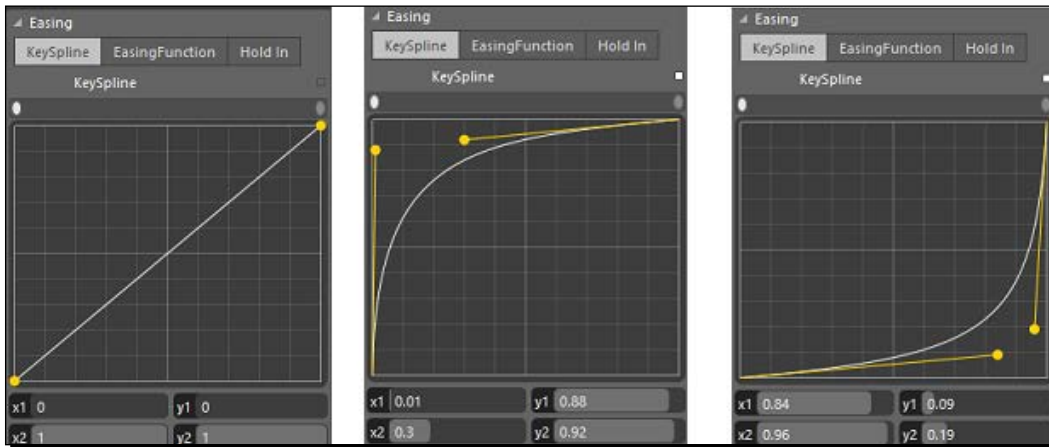 Easing
KeySpline EasingFunction Hold In
KeySpline
x1 0 y1 0
x2 1 y2 1
Easing
KeySpline EasingFunction Hold In
KeySpline
x1 0.01 y1 0.88
x2 0.3 y2 0.92
Easing
KeySpline EasingFunction Hold In
KeySpline
x1 0.84 y1 0.09
x2 0.96 y2 0.19